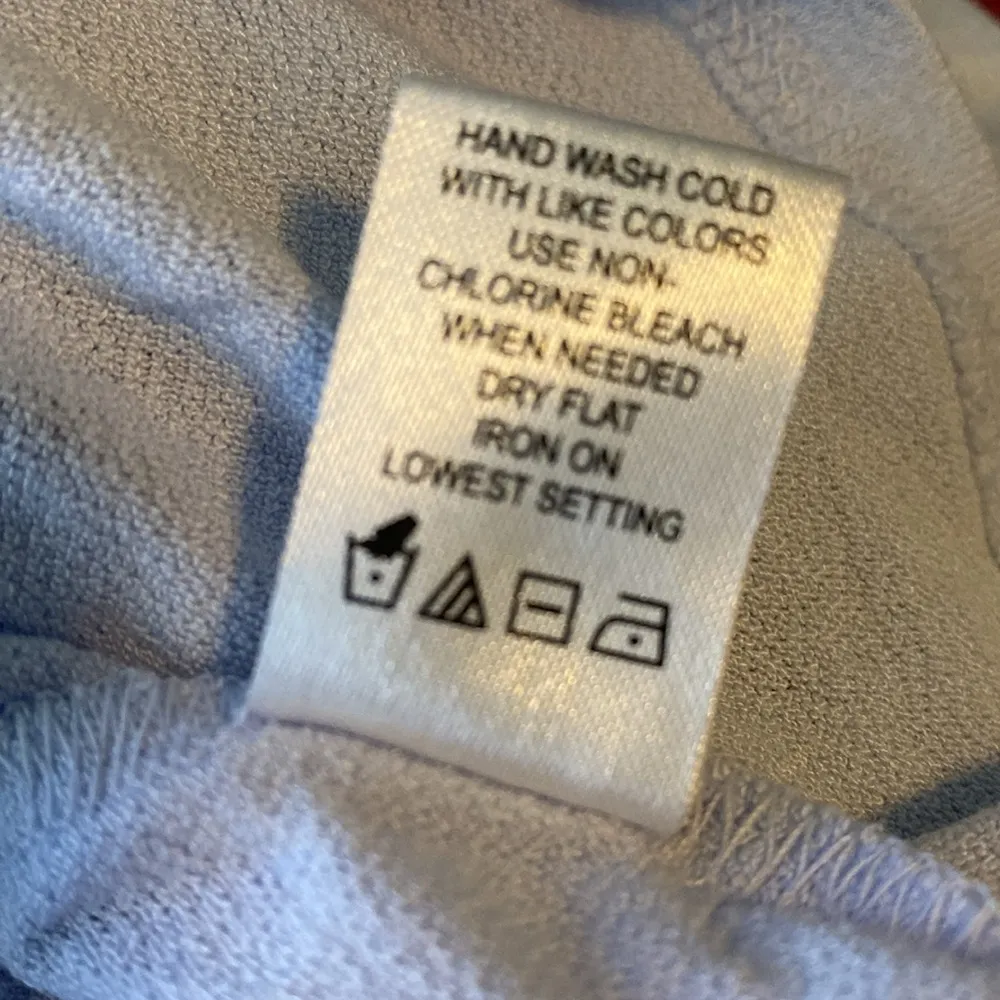 HAND WASH COLD
WITH LIKE COLORS
USE NON-
CHLORINE BLEACH
WHEN NEEDED
DRY FLAT
IRON ON
LOWEST SETTING